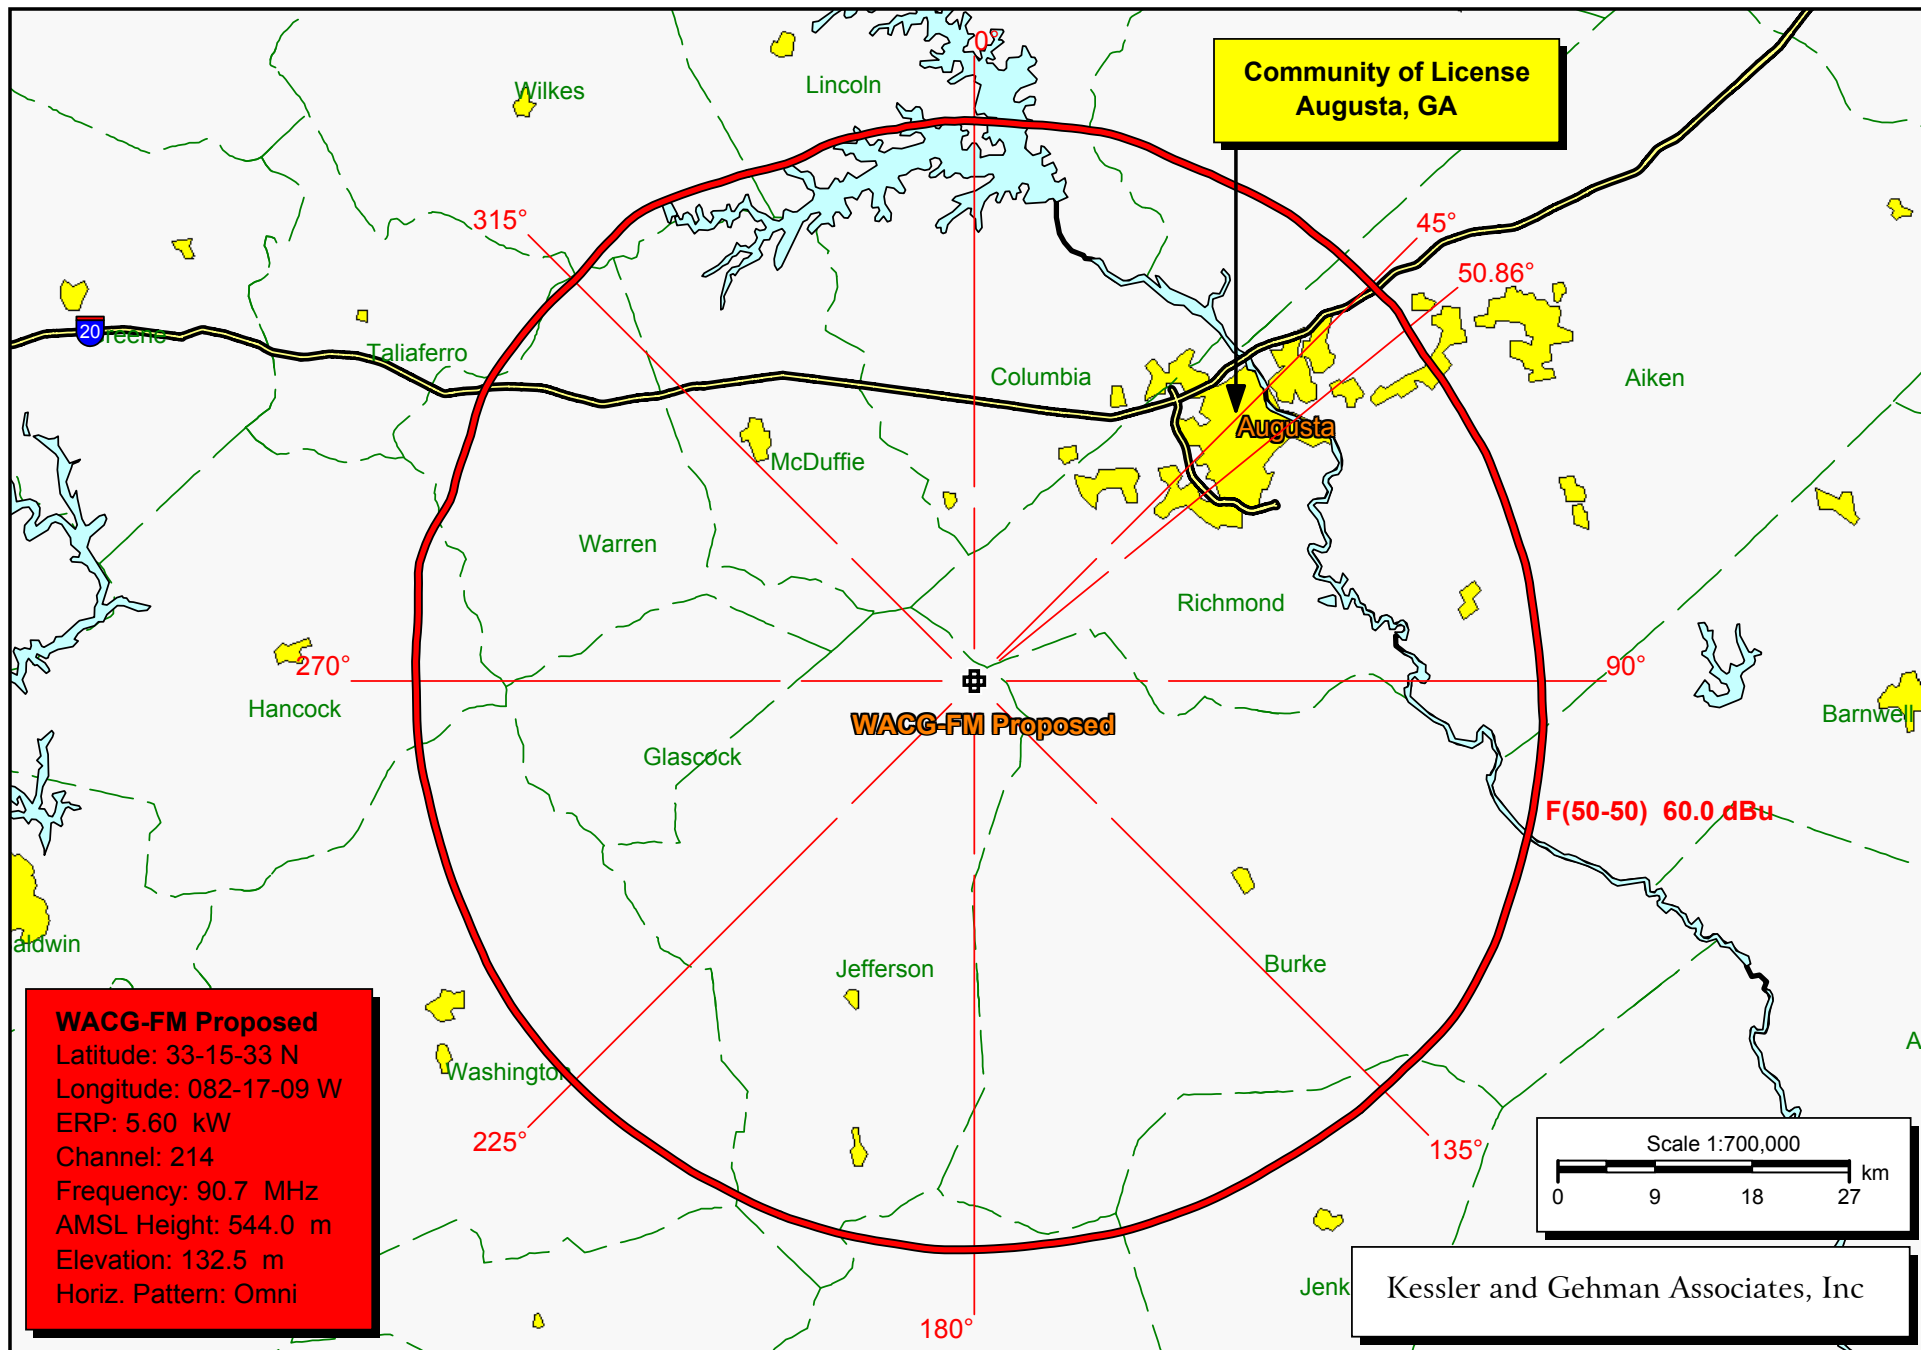 0°
Community of License
Augusta, GA
Wilkes
Lincoln
315°
45°
50.86°
20
Taliaferro
Columbia
Aiken
Augusta
McDuffie
Warren
Richmond
270°
90°
Hancock
WACG-FM Proposed
Barnwell
Glascock
F(50-50) 60.0 dBu
aldwin
Jefferson
Burke
WACG-FM Proposed
Latitude: 33-15-33 N
Longitude: 082-17-09 W
ERP: 5.60 kW
Channel: 214
Frequency: 90.7 MHz
AMSL Height: 544.0 m
Elevation: 132.5 m
Horiz. Pattern: Omni
A
Washington
225°
135°
Scale 1:700,000
km
0 9 18 27
Jenk
Kessler and Gehman Associates, Inc
180°